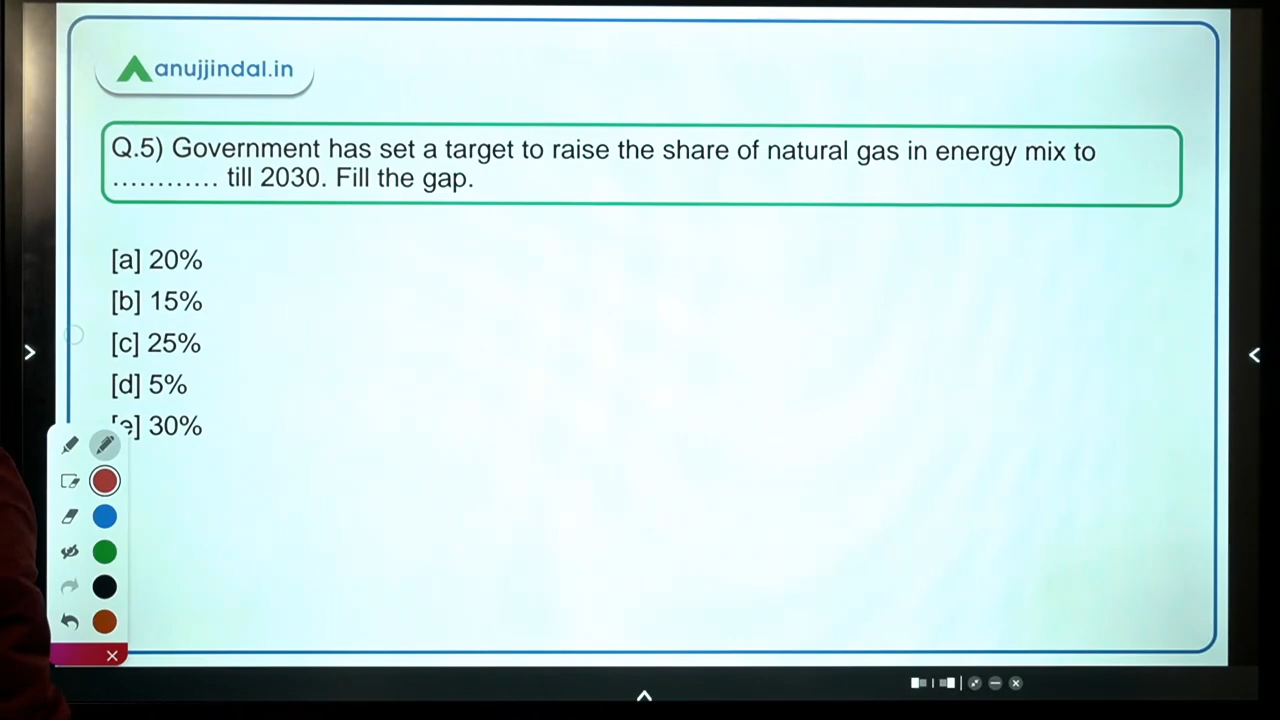 anujjindal.in
Q.5) Government has set a target to raise the share of natural gas in energy mix to
............ till 2030. Fill the gap.
[a] 20%
[b] 15%
[c] 25%
[d] 5%
[e] 30%